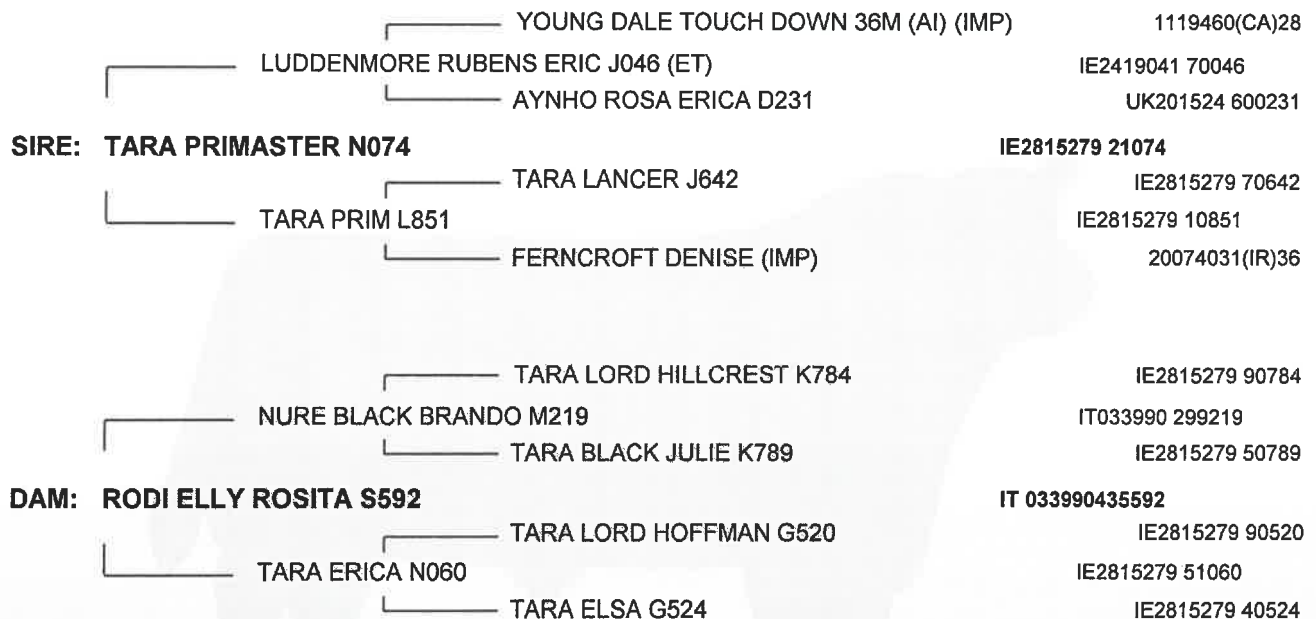 YOUNG DALE TOUCH DOWN 36M (AI) (IMP) 1119460(CA)28
LUDDENMORE RUBENS ERIC J046 (ET) IE2419041 70046
AYNHO ROSA ERICA D231 UK201524 600231
SIRE: TARA PRIMASTER N074 IE2815279 21074
TARA LANCER J642 IE2815279 70642
TARA PRIM L851 IE2815279 10851
FERNCROFT DENISE (IMP) 20074031(IR)36
TARA LORD HILLCREST K784 IE2815279 90784
NURE BLACK BRANDO M219 IT033990 299219
TARA BLACK JULIE K789 IE2815279 50789
DAM: RODI ELLY ROSITA S592 IT 033990435592
TARA LORD HOFFMAN G520 IE2815279 90520
TARA ERICA N060 IE2815279 51060
TARA ELSA G524 IE2815279 40524